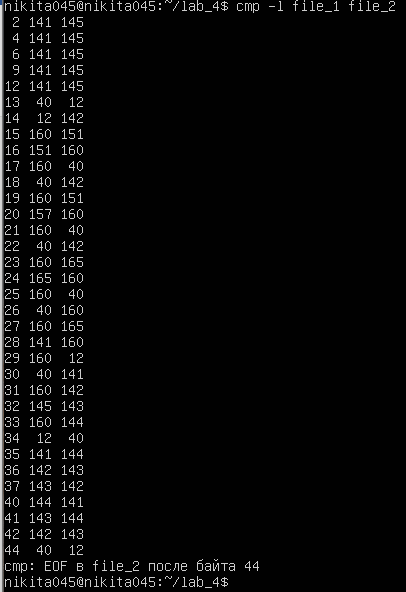 nikita045@nikita045:~/lab_4$ cmp -l file_1 file_2
 2 141 145
 4 141 145
 6 141 145
 9 141 145
12 141 145
13  40  12
14  12 142
15 160 151
16 151 160
17 160  40
18  40 142
19 160 151
20 157 160
21 160  40
22  40 142
23 160 165
24 165 160
25 160  40
26  40 160
27 160 165
28 141 160
29 160  12
30  40 141
31 160 142
32 145 143
33 160 144
34  12  40
35 141 144
36 142 143
37 143 142
40 144 141
41 143 144
42 142 143
44  40  12
cmp: EOF в file_2 после байта 44
nikita045@nikita045:~/lab_4$